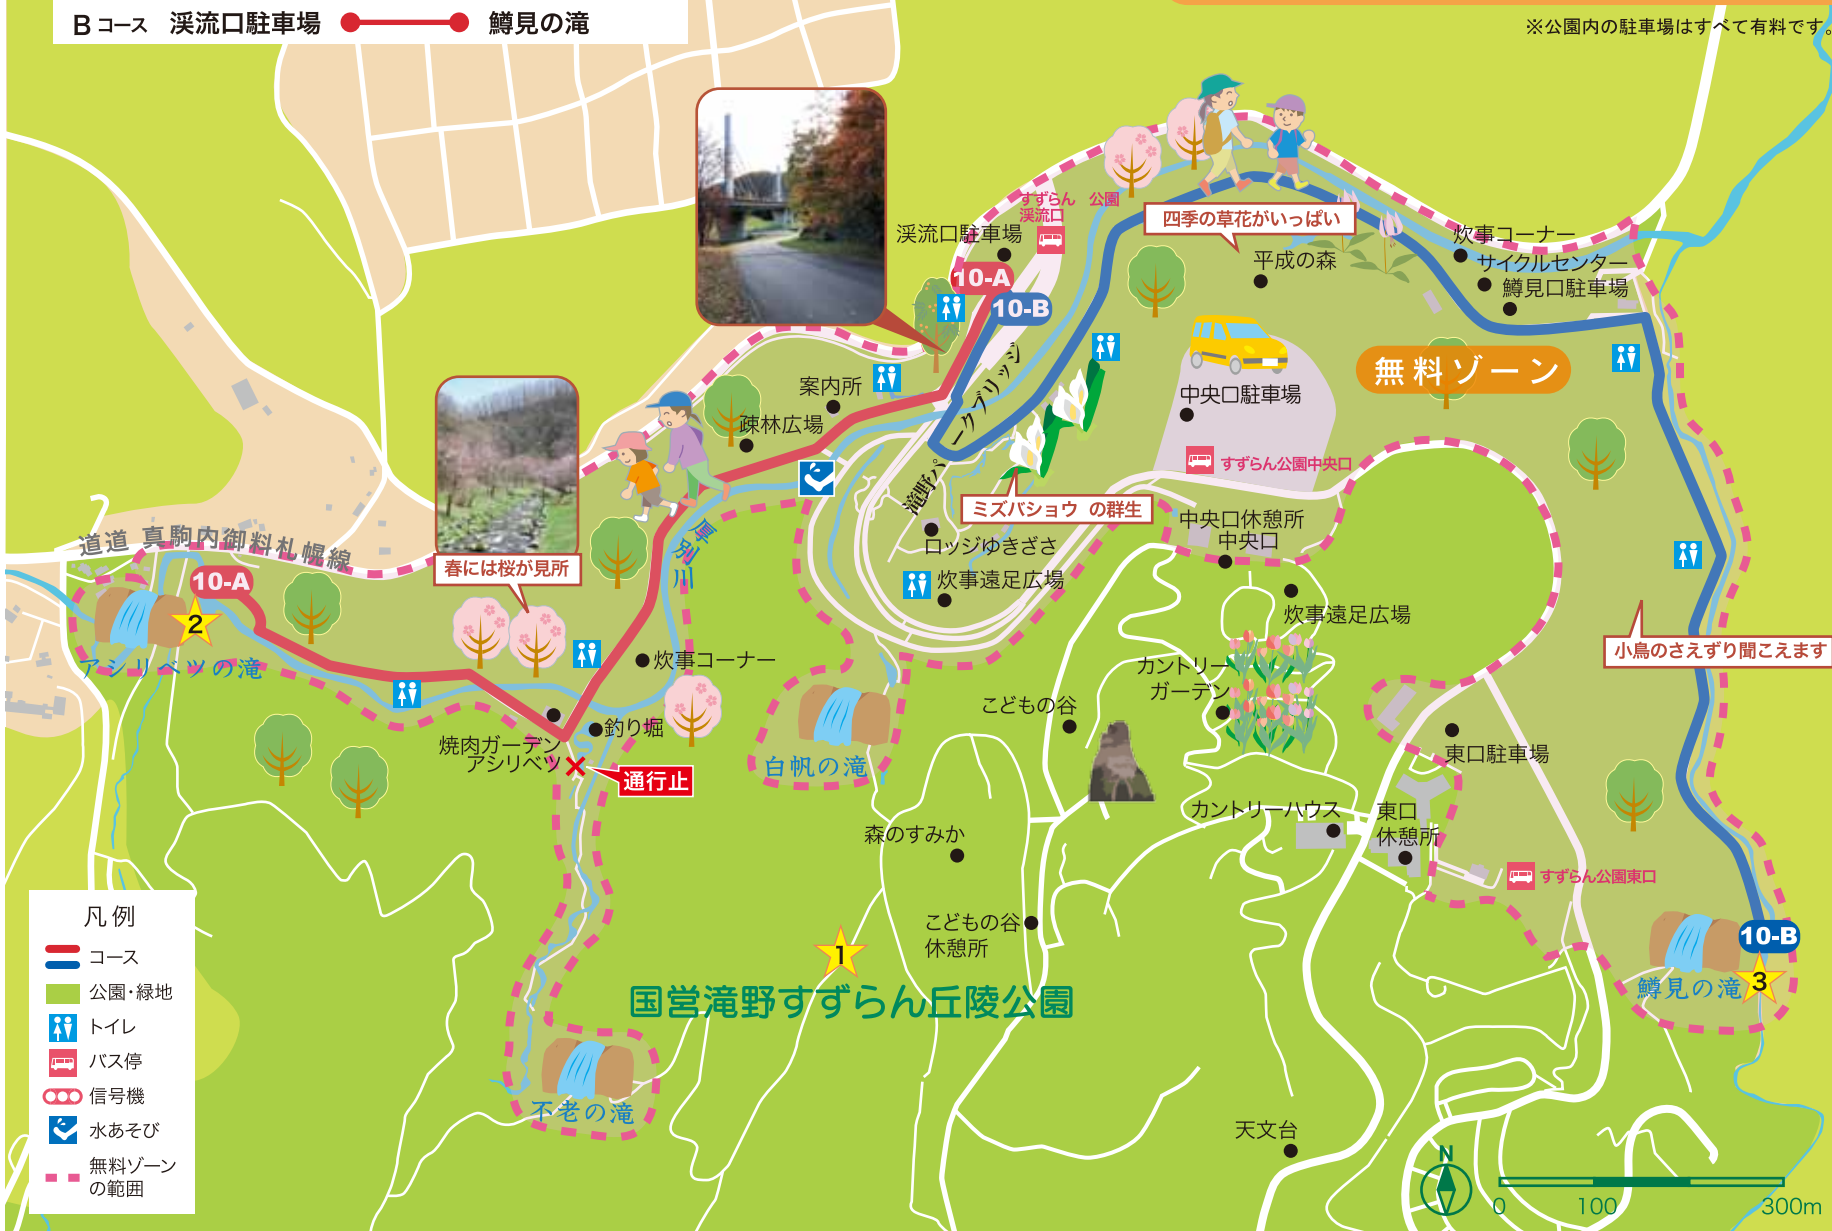 B コース 渓流口駐車場 鱒見の滝
※公園内の駐車場はすべて有料です。
すずらん 公園
渓流口
渓流口駐車場
10-A
10-B
四季の草花がいっぱい
平成の森
炊事コーナー
サイクルセンター
鱒見口駐車場
無料ゾーン
中央口駐車場
すずらん公園中央口
案内所
疎林広場
滝野パークブリッジ
ミズバショウ の群生
ロッジゆきざさ
炊事遠足広場
中央口休憩所
中央口
炊事遠足広場
道道 真駒内御料札幌線
厚別川
春には桜が見所
10-A
2
アシリベツの滝
炊事コーナー
釣り堀
焼肉ガーデン
アシリベツ
通行止
白帆の滝
カントリー
ガーデン
こどもの谷
小鳥のさえずり聞こえます
東口駐車場
カントリーハウス
東口
休憩所
すずらん公園東口
森のすみか
こどもの谷
休憩所
1
国営滝野すずらん丘陵公園
10-B
鱒見の滝
3
不老の滝
天文台
凡例
コース
公園・緑地
トイレ
バス停
信号機
水あそび
無料ゾーン
の範囲
N
0 100 300m